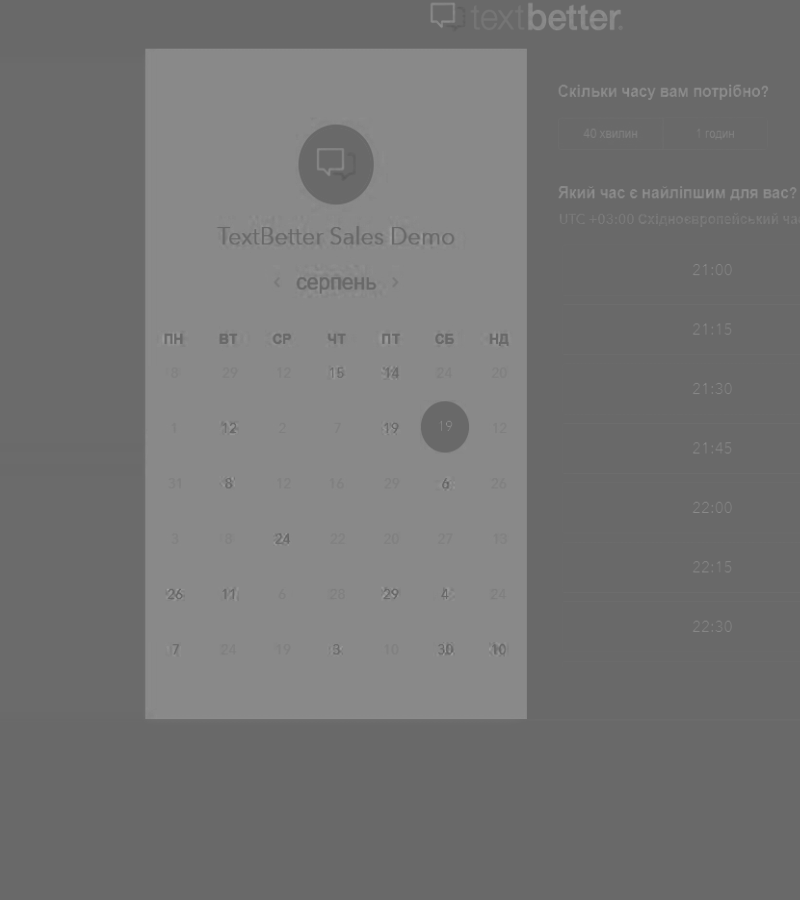 textbetter.
TextBetter Sales Demo
‹ серпень ›
ПН ВТ СР ЧТ ПТ СБ НД
8 29 12 15 14 24 20
1 12 2 7 19 19 12
31 8 12 16 29 6 26
3 8 24 22 20 27 13
26 11 6 28 29 4 24
7 24 19 3 10 30 10
Скільки часу вам потрібно?
40 хвилин 1 годин
Який час є найліпшим для вас?
UTC +03:00 Східноєвропейський
21:00
21:15
21:30
21:45
22:00
22:15
22:30